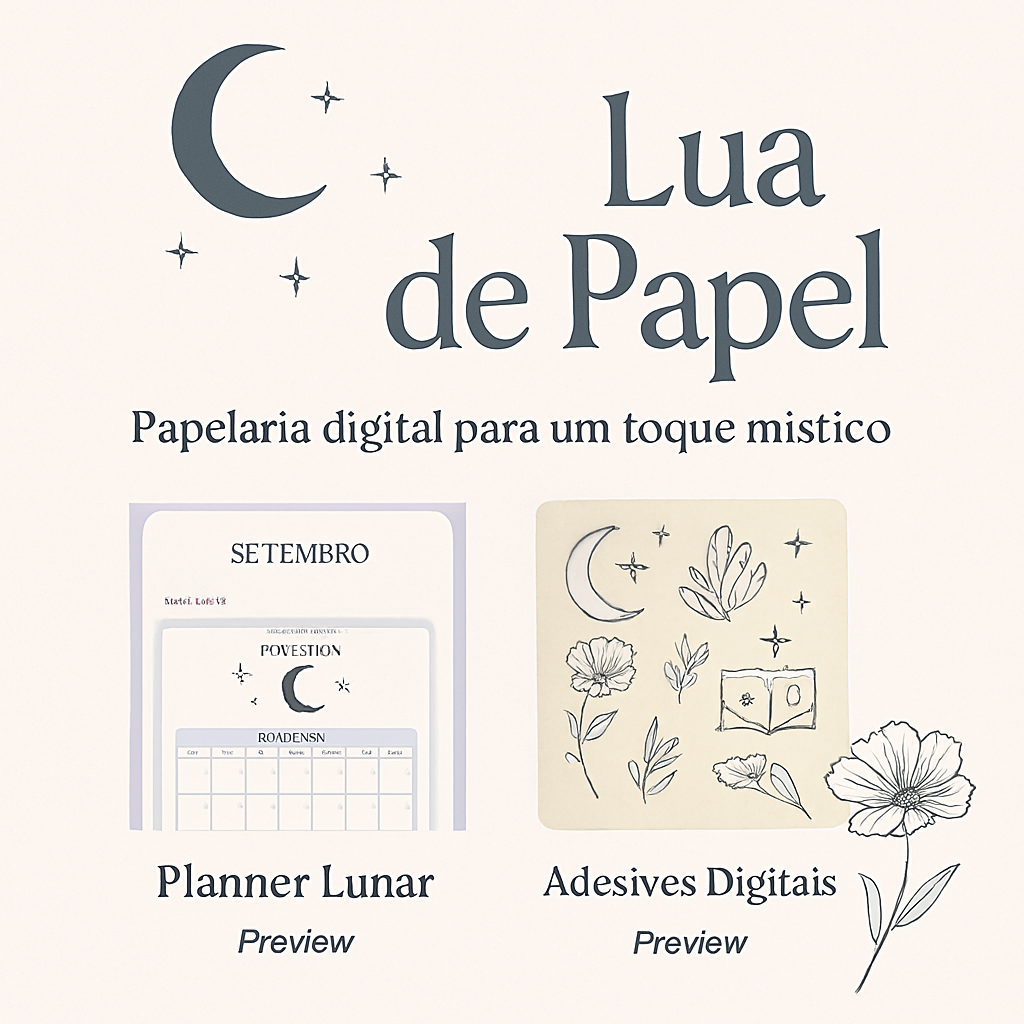 Lua
de Papel
Papelaria digital para um toque mistico
SETEMBRO
POVESTION
ROADENSN
Planner Lunar
Adesives Digitais
Preview
Preview